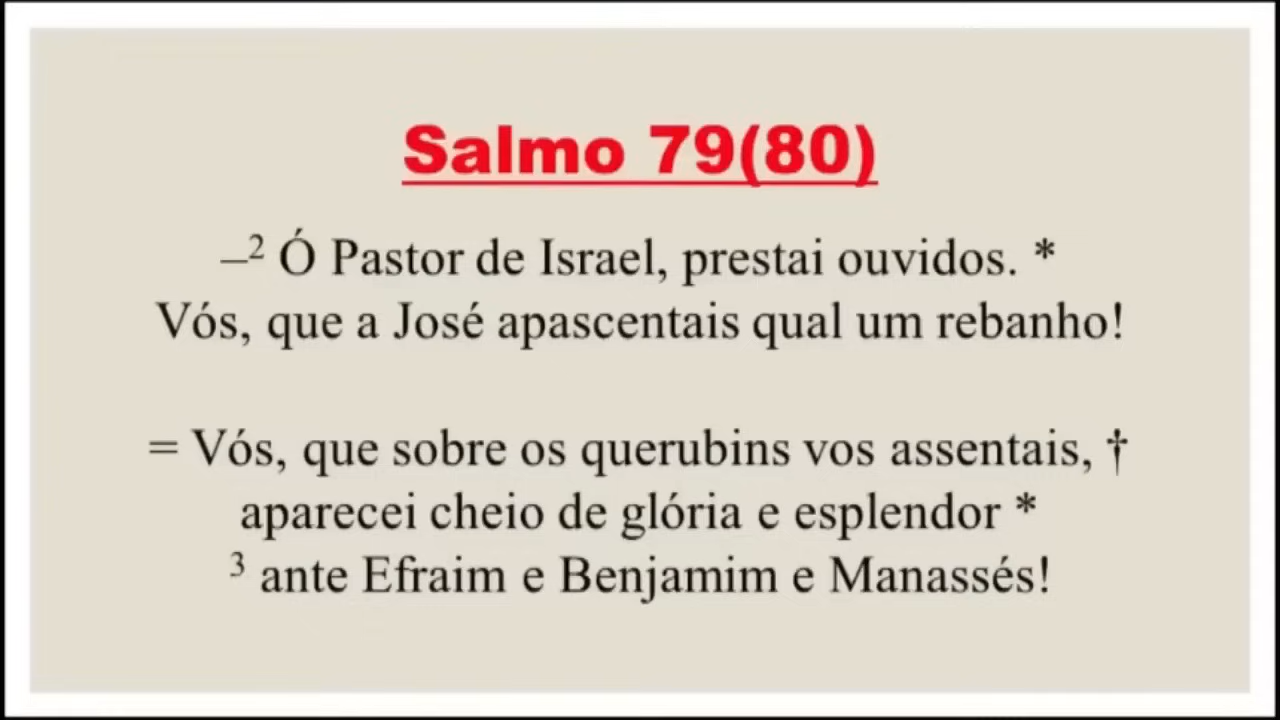 Salmo 79(80)
–² Ó Pastor de Israel, prestai ouvidos. *
Vós, que a José apascentais qual um rebanho!
= Vós, que sobre os querubins vos assentais, †
aparecei cheio de glória e esplendor *
³ ante Efraim e Benjamim e Manassés!